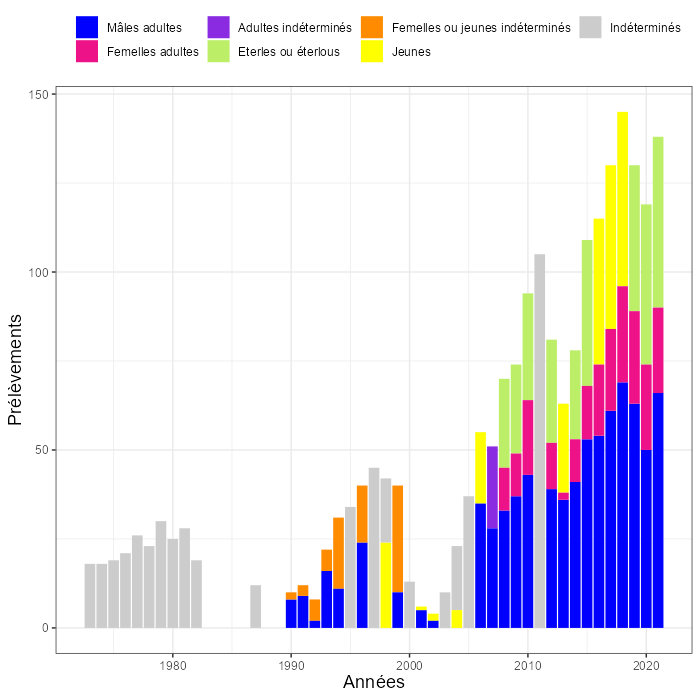 Mâles adultes Adultes indéterminés Femelles ou jeunes indéterminés Indéterminés
Femelles adultes Eterles ou éterlous Jeunes
150
100
50
0
Prélèvements
1980 1990 2000 2010 2020
Années